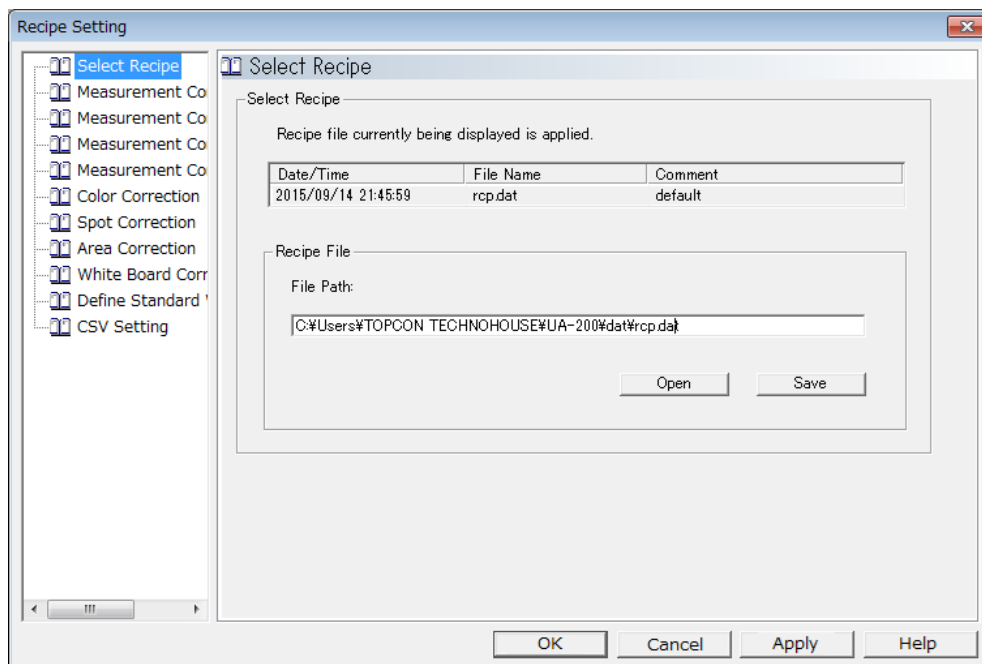 Recipe Setting
Select Recipe
Measurement Co
Measurement Co
Measurement Co
Measurement Co
Color Correction
Spot Correction
Area Correction
White Board Corr
Define Standard
CSV Setting
Select Recipe
Select Recipe
Recipe file currently being displayed is applied.
Date/Time File Name Comment
2015/09/14 21:45:59 rcp.dat default
Recipe File
File Path:
C:¥Users¥TOPCON TECHNOHOUSE¥UA-200¥dat¥rcp.dat
Open Save
OK Cancel Apply Help